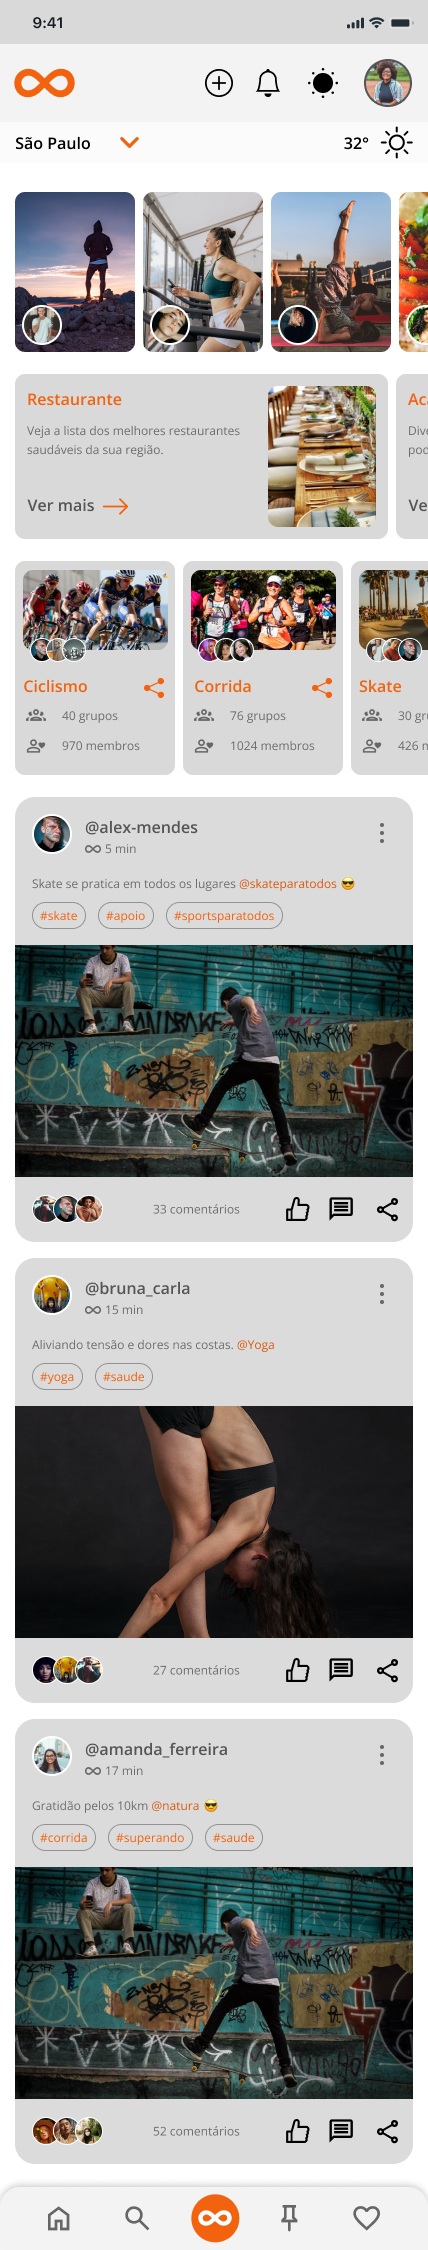 9:41
São Paulo
32°
Restaurante
Veja a lista dos melhores restaurantes
saudáveis da sua região.
Ver mais
Ac
Dive
pod
Ve
Ciclismo
40 grupos
970 membros
Corrida
76 grupos
1024 membros
Skate
30 gr
426 m
@alex-mendes
5 min
Skate se pratica em todos os lugares @skateparatodos 😎
#skate #apoio #sportsparatodos
33 comentários
@bruna_carla
15 min
Aliviando tensão e dores nas costas. @Yoga
#yoga #saude
27 comentários
@amanda_ferreira
17 min
Gratidão pelos 10km @natura 😎
#corrida #superando #saude
52 comentários